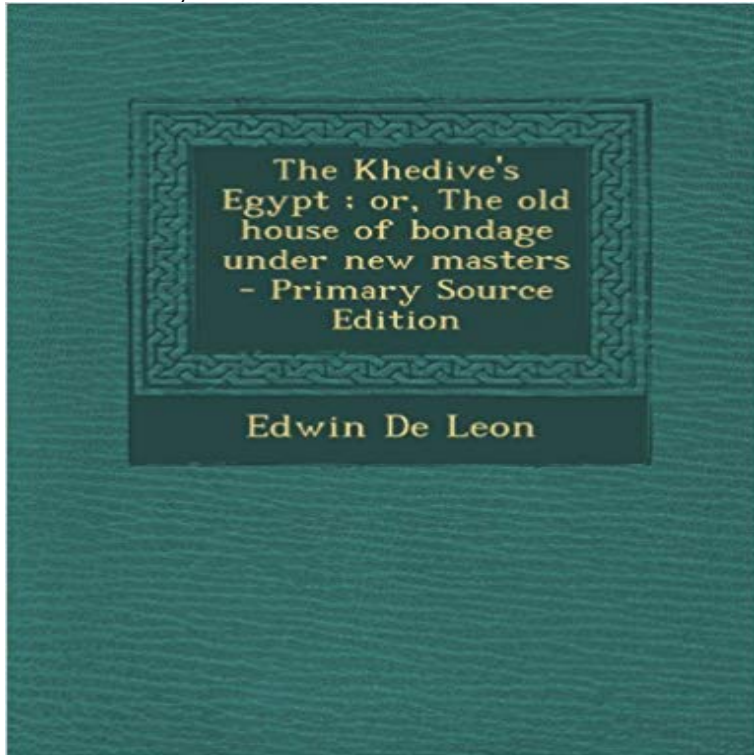 The Khedive's
Egypt ; or, The old
house of bondage
under new masters
- Primary Source
Edition
Edwin De Leon